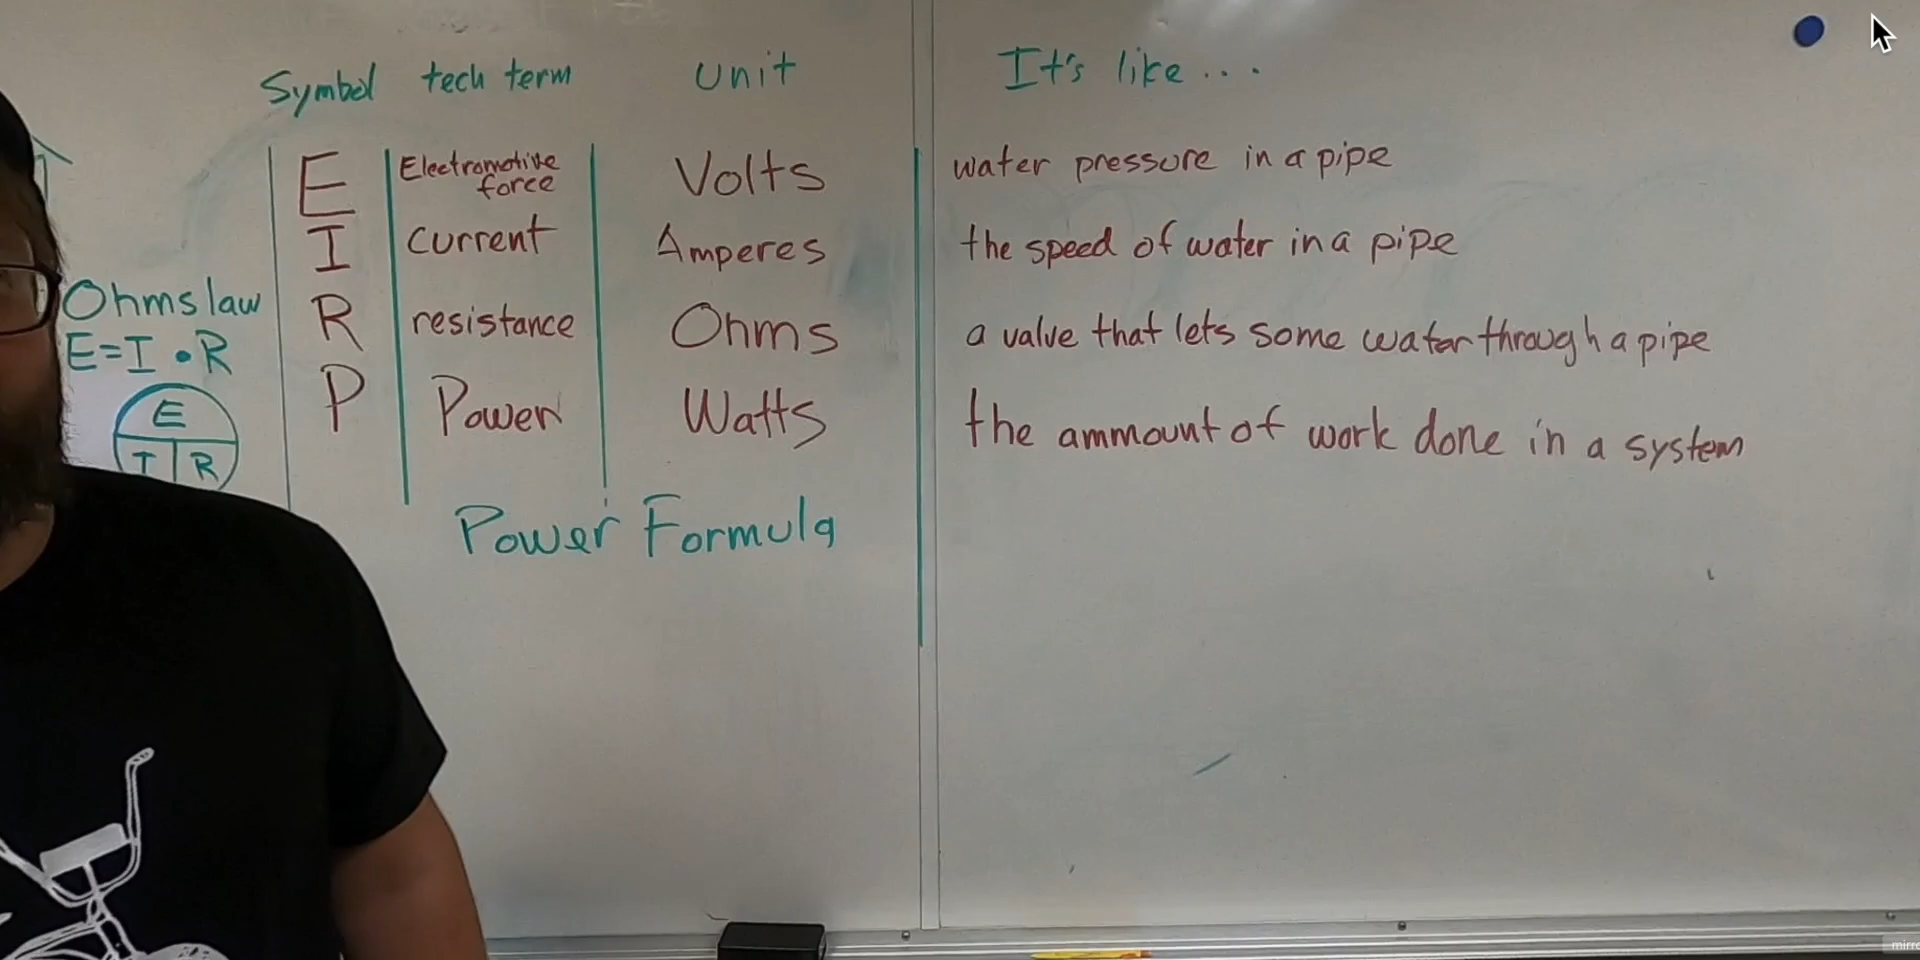 Symbol tech term Unit It's like...
E Electromotive force Volts water pressure in a pipe
I current Amperes the speed of water in a pipe
R resistance Ohms a valve that lets some water through a pipe
P Power Watts the ammount of work done in a system
Ohms law
E=I•R
E
I R
Power Formula